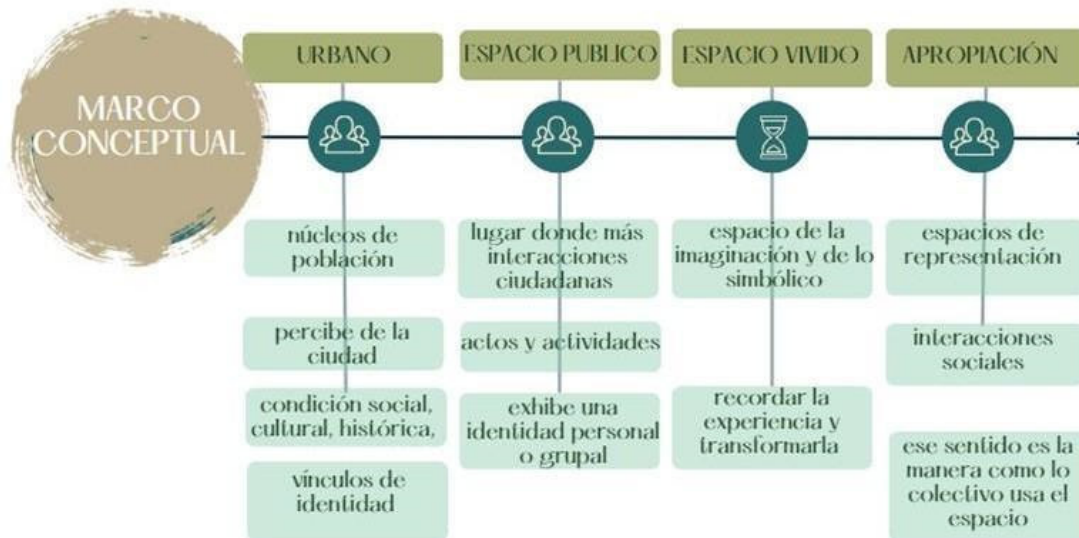 MARCO
CONCEPTUAL
URBANO
núcleos de
población
percibe de la
ciudad
condición social,
cultural, histórica,
vínculos de
identidad
ESPACIO PUBLICO
lugar donde más
interacciones
ciudadanas
actos y actividades
exhibe una
identidad personal
o grupal
ESPACIO VIVIDO
espacio de la
imaginación y de lo
simbólico
recordar la
experiencia y
transformarla
APROPIACIÓN
espacios de
representación
interacciones
sociales
ese sentido es la
manera como lo
colectivo usa el
espacio